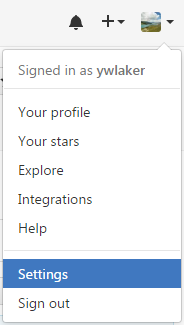 Signed in as ywlaker
Your profile
Your stars
Explore
Integrations
Help
Settings
Sign out